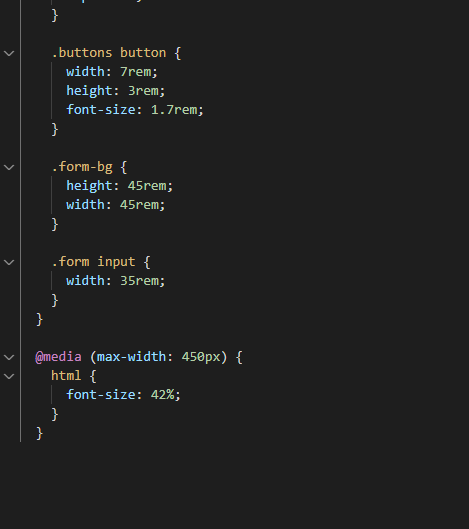 }
.buttons button {
width: 7rem;
height: 3rem;
font-size: 1.7rem;
}
.form-bg {
height: 45rem;
width: 45rem;
}
.form input {
width: 35rem;
}
}
@media (max-width: 450px) {
html {
font-size: 42%;
}
}